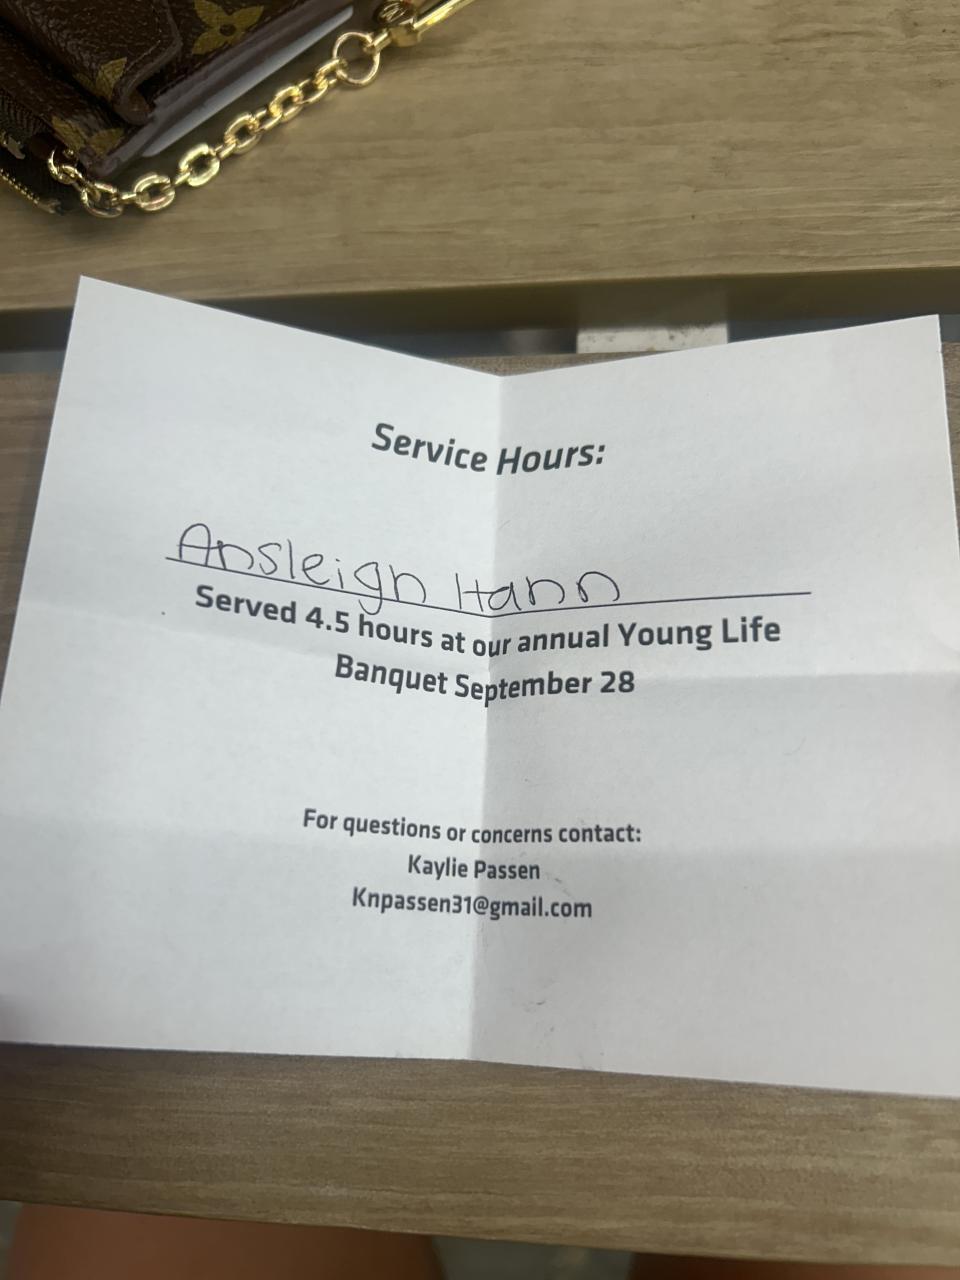 Service Hours:
Ansleigh Hann
Served 4.5 hours at our annual Young Life
Banquet September 28
For questions or concerns contact:
Kaylie Passen
Knpassen31@gmail.com